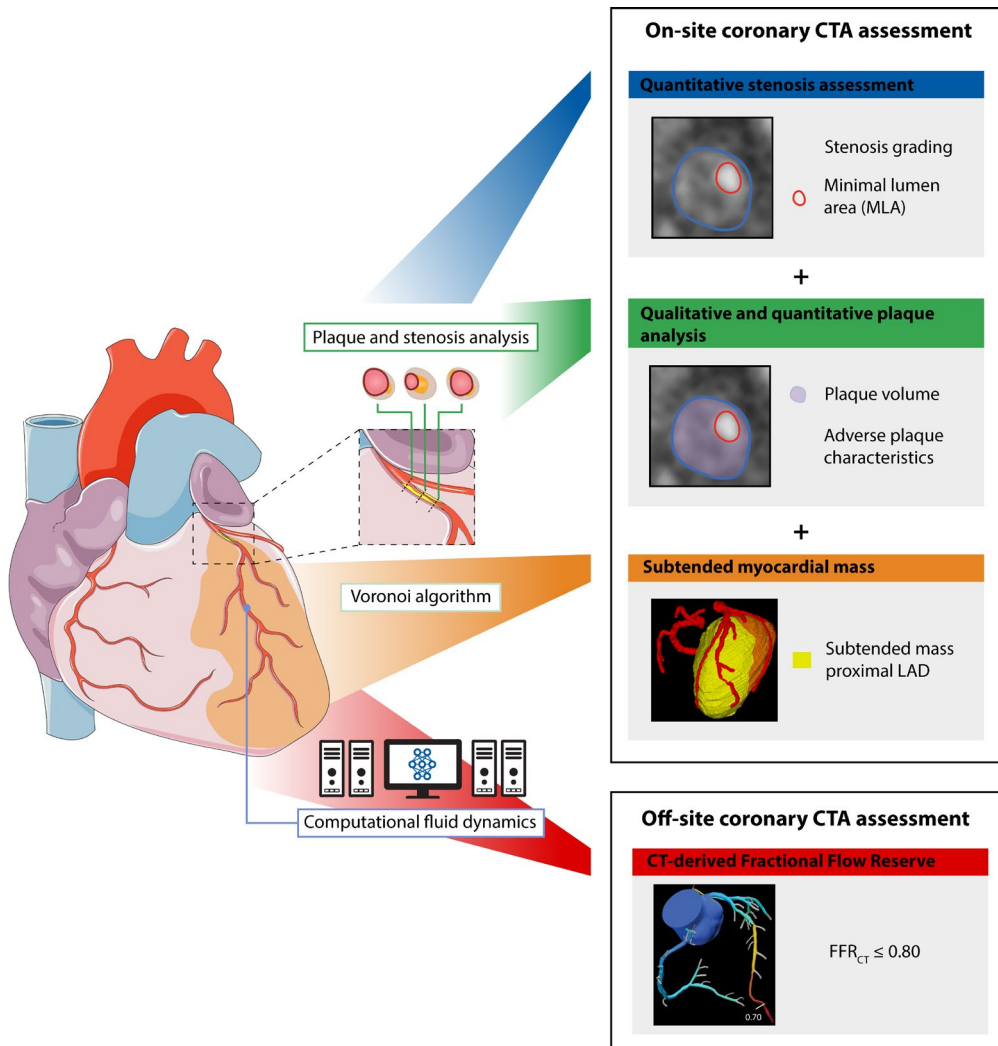 On-site coronary CTA assessment
Quantitative stenosis assessment
Stenosis grading
Minimal lumen
area (MLA)
+
Plaque and stenosis analysis
Qualitative and quantitative plaque
analysis
Plaque volume
Adverse plaque
characteristics
+
Voronoi algorithm
Subtended myocardial mass
Subtended mass
proximal LAD
Computational fluid dynamics
Off-site coronary CTA assessment
CT-derived Fractional Flow Reserve
FFRCT ≤ 0.80
0.70